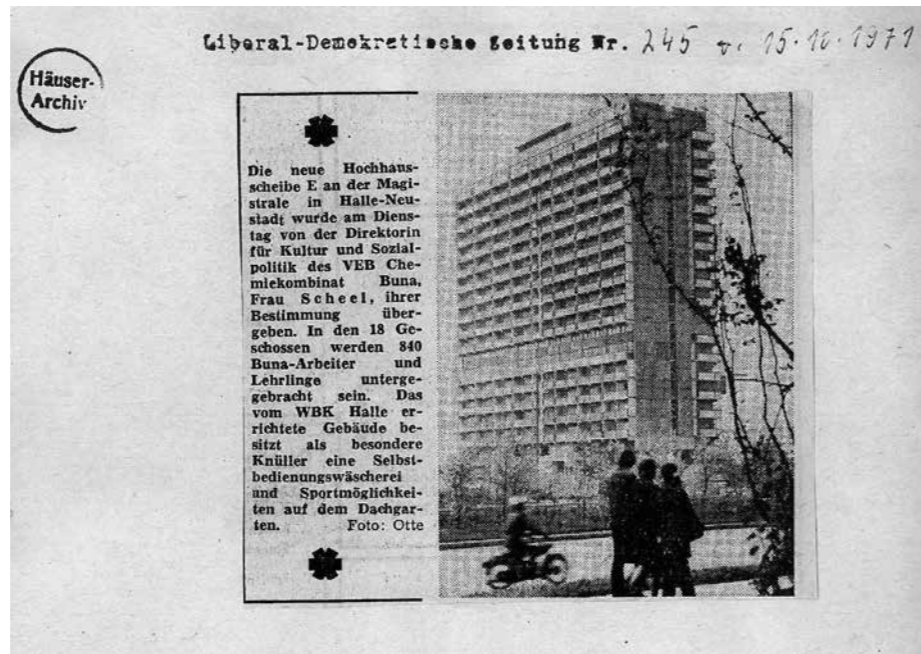 Liberal-Demokratische Zeitung Nr. 245 v. 15.10.1971
Häuser-
Archiv
Die neue Hochhaus-
scheibe E an der Magi-
strale in Halle-Neu-
stadt wurde am Diens-
tag von der Direktorin
für Kultur und Sozial-
politik des VEB Che-
miekombinat Buna,
Frau Scheel, ihrer
Bestimmung über-
geben. In den 18 Ge-
schossen werden 840
Buna-Arbeiter und
Lehrlinge unterge-
gebracht sein. Das
vom WBK Halle er-
richtete Gebäude be-
sitzt als besondere
Knüller eine Selbst-
bedienungswäscherei
und Sportmöglichkei-
ten auf dem Dachgar-
ten. Foto: Otte